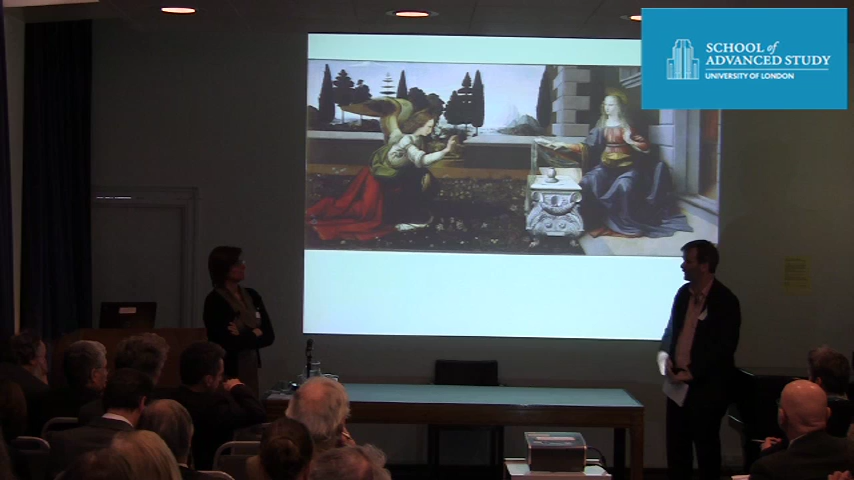 SCHOOL of
ADVANCED STUDY
UNIVERSITY OF LONDON